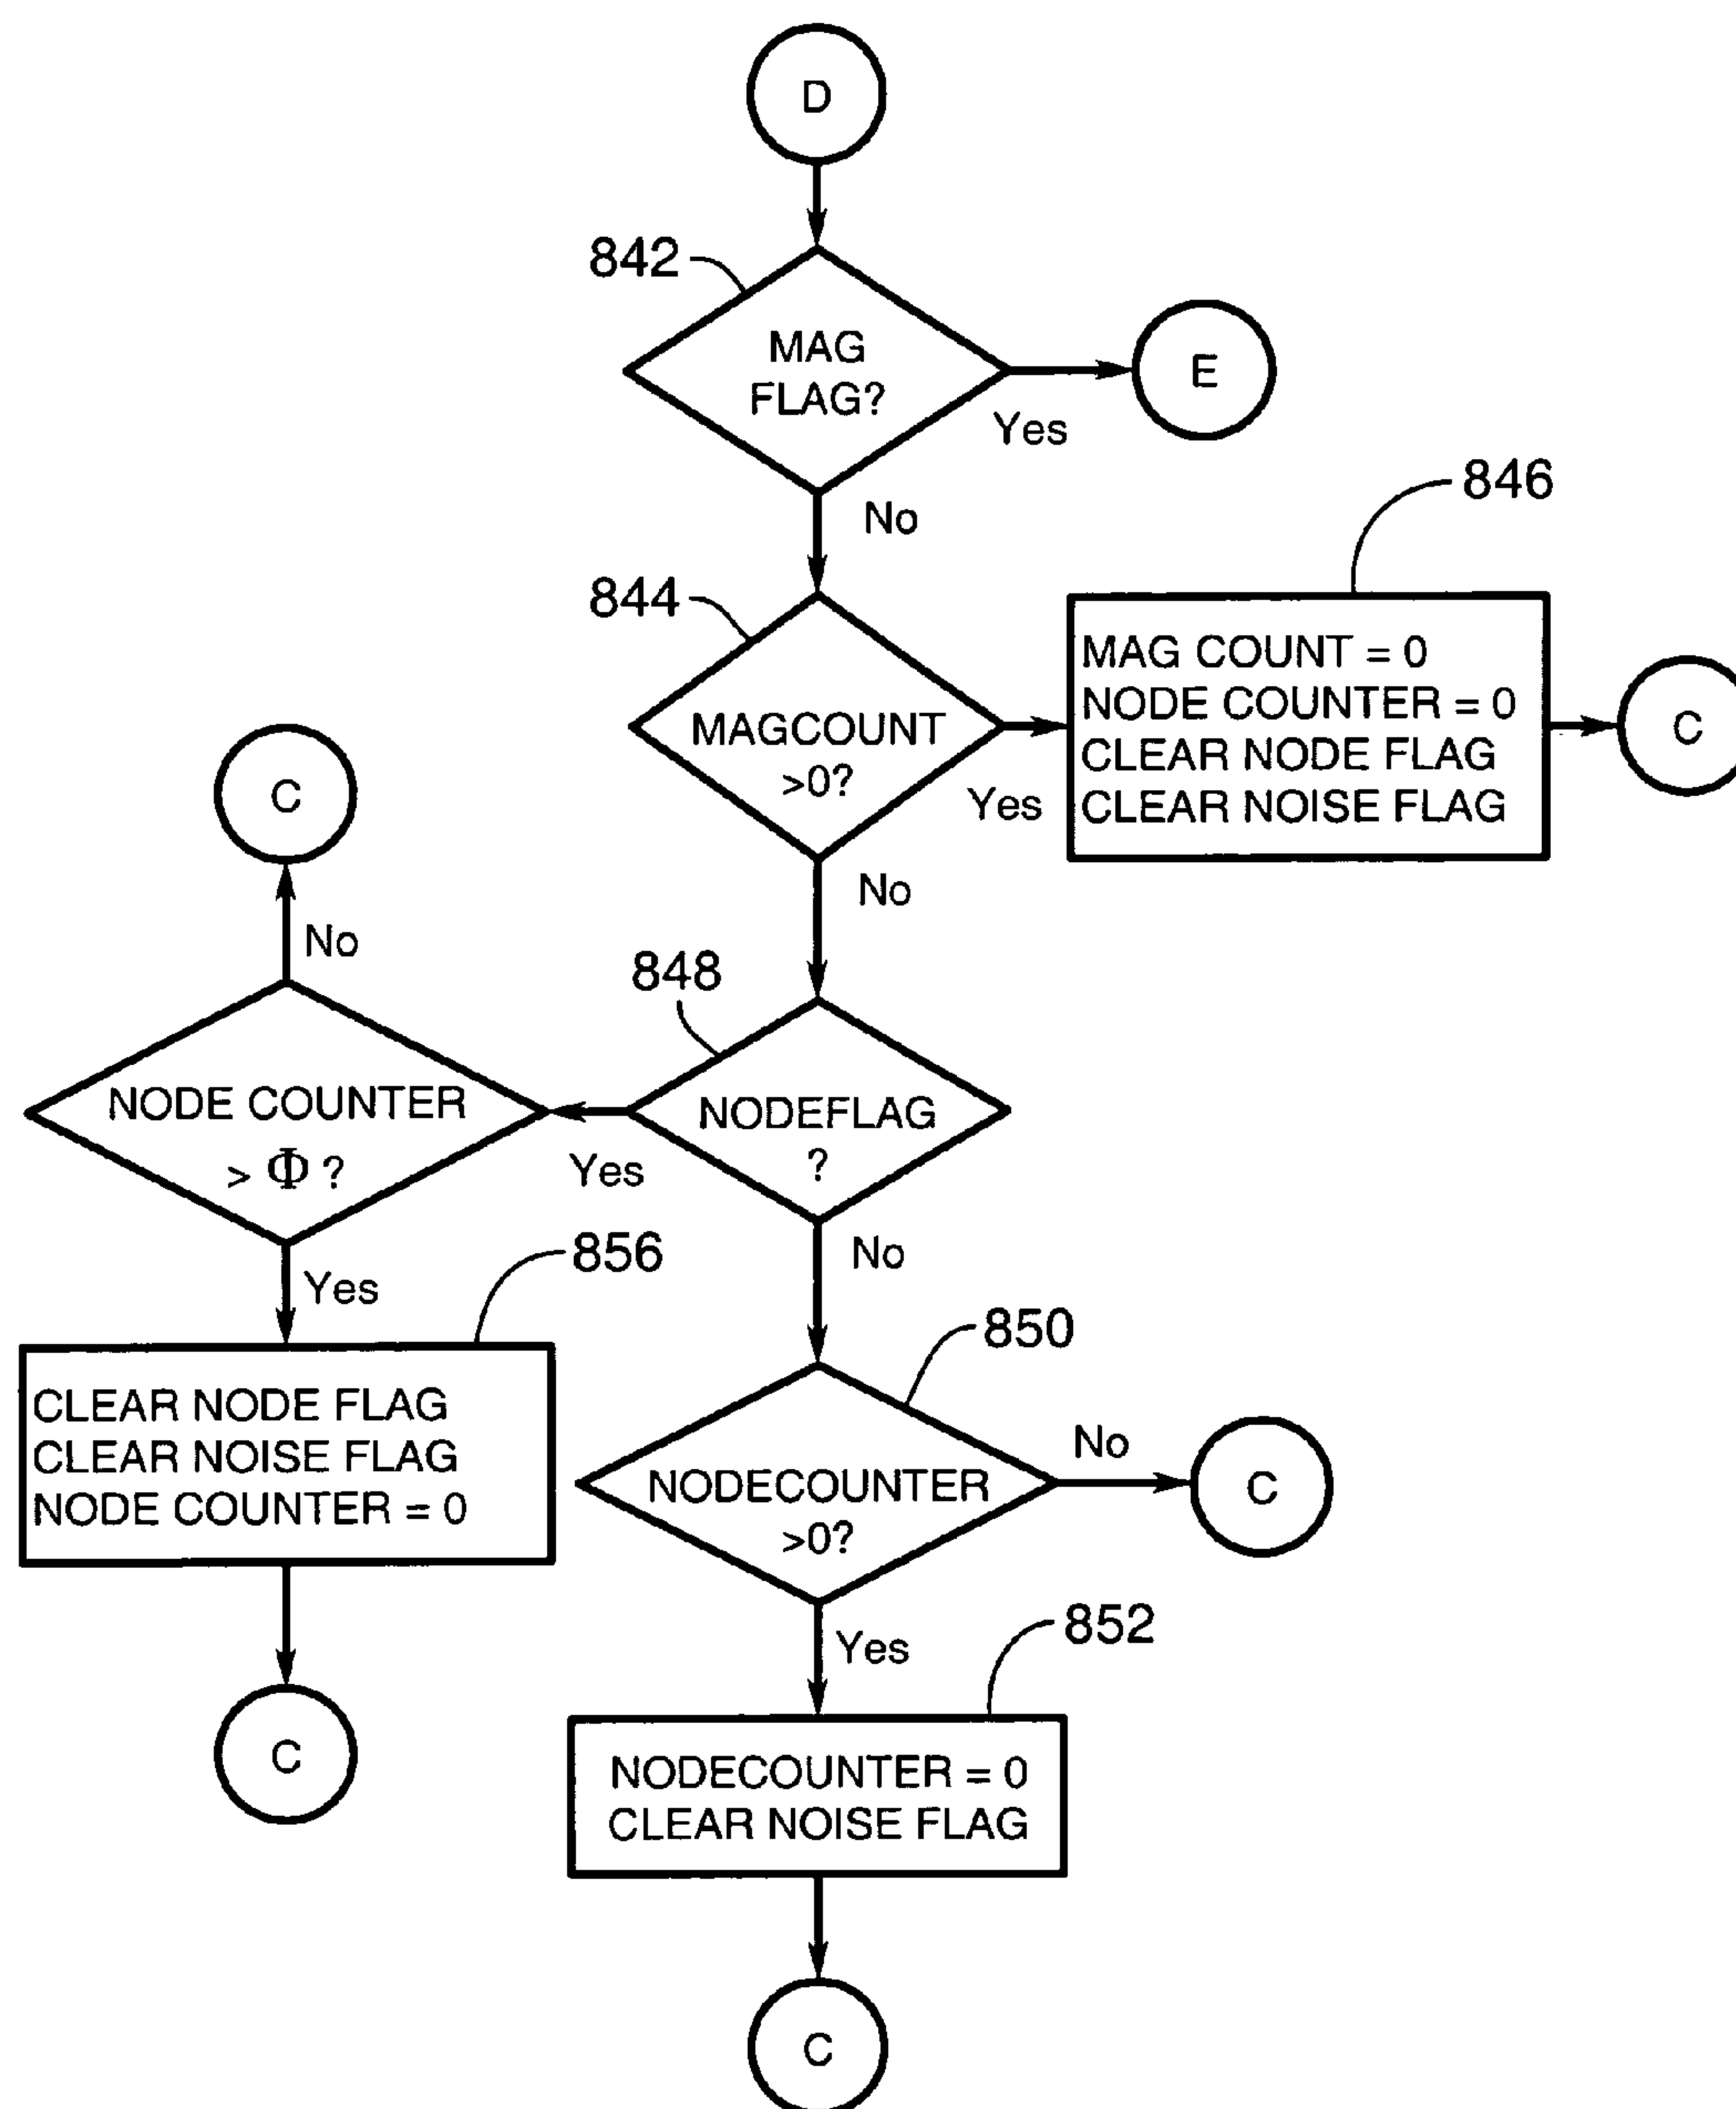 D
842
MAG
FLAG?
E
Yes
No
846
844
MAG COUNT = 0
NODE COUNTER = 0
CLEAR NODE FLAG
CLEAR NOISE FLAG
C
MAGCOUNT
>0?
Yes
C
No
No
848
NODE COUNTER
> Φ ?
NODEFLAG
?
Yes
No
856
Yes
850
CLEAR NODE FLAG
CLEAR NOISE FLAG
NODE COUNTER = 0
NODECOUNTER
>0?
No
C
852
Yes
C
NODECOUNTER = 0
CLEAR NOISE FLAG
C